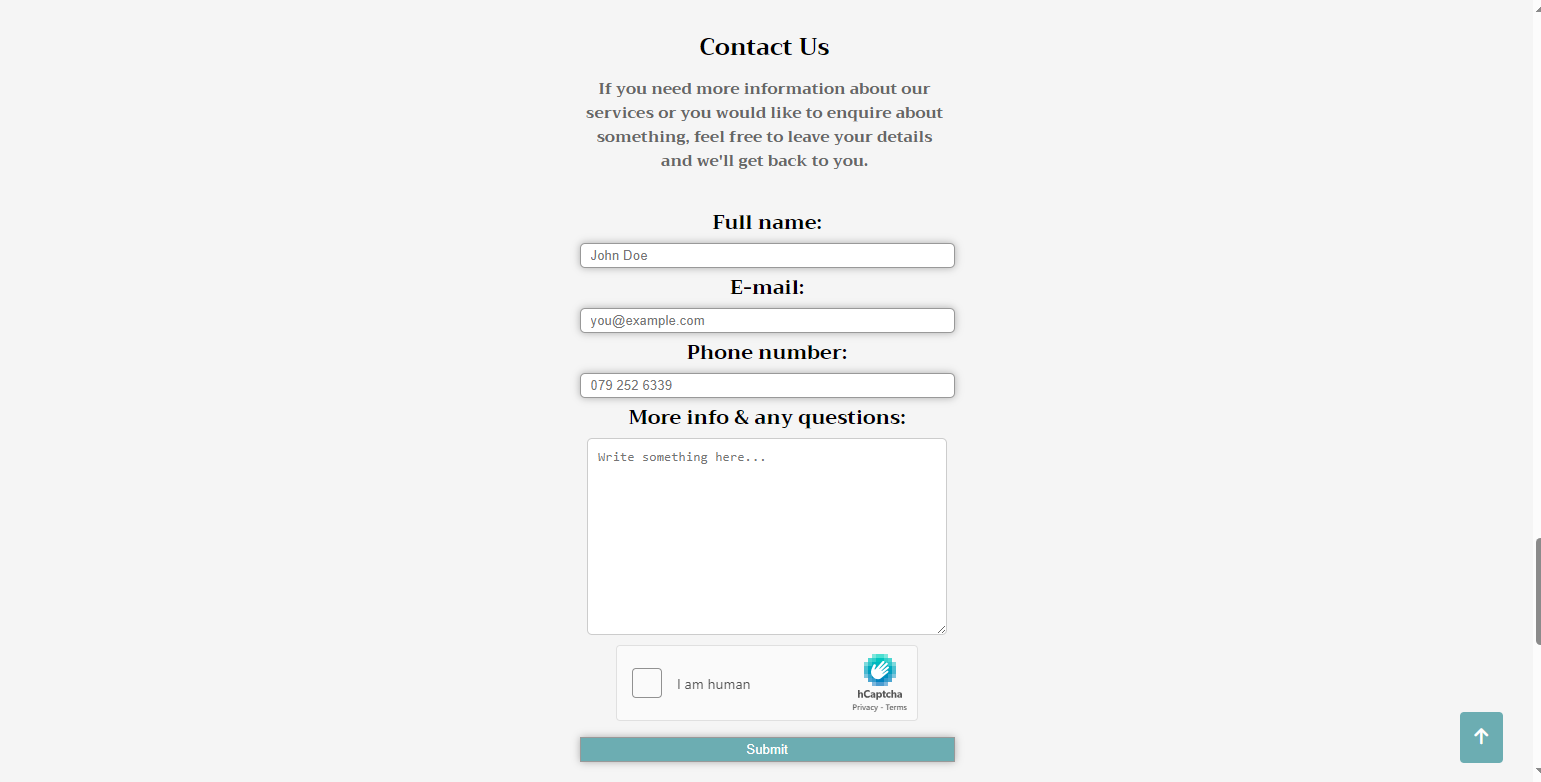 Contact Us
If you need more information about our
services or you would like to enquire about
something, feel free to leave your details
and we'll get back to you.
Full name:
John Doe
E-mail:
you@example.com
Phone number:
079 252 6339
More info & any questions:
Write something here...
I am human
hCaptcha
Privacy - Terms
Submit